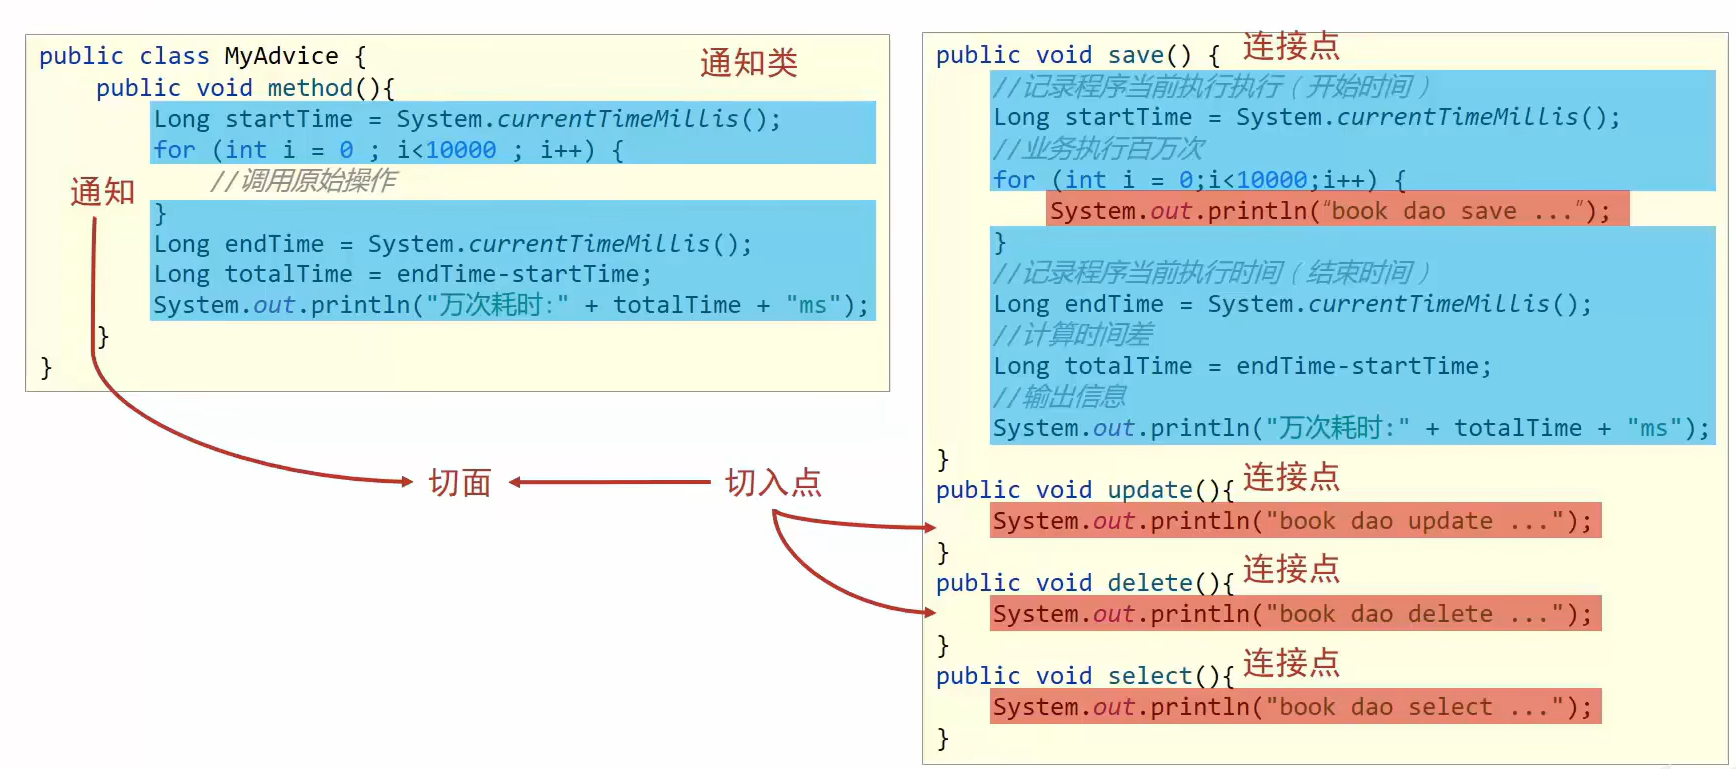 public class MyAdvice {
通知类
public void method(){
Long startTime = System.currentTimeMillis();
for (int i = 0 ; i<10000 ; i++) {
//调用原始操作
通知
}
Long endTime = System.currentTimeMillis();
Long totalTime = endTime-startTime;
System.out.println("万次耗时:" + totalTime + "ms");
}
}
切面
切入点
public void save() {
连接点
//记录程序当前执行执行（开始时间）
Long startTime = System.currentTimeMillis();
//业务执行百万次
for (int i = 0;i<10000;i++) {
System.out.println(“book dao save ...”);
}
//记录程序当前执行时间（结束时间）
Long endTime = System.currentTimeMillis();
//计算时间差
Long totalTime = endTime-startTime;
//输出信息
System.out.println("万次耗时:" + totalTime + "ms");
}
连接点
public void update(){
System.out.println("book dao update ...");
}
连接点
public void delete(){
System.out.println("book dao delete ...");
}
连接点
public void select(){
System.out.println("book dao select ...");
}